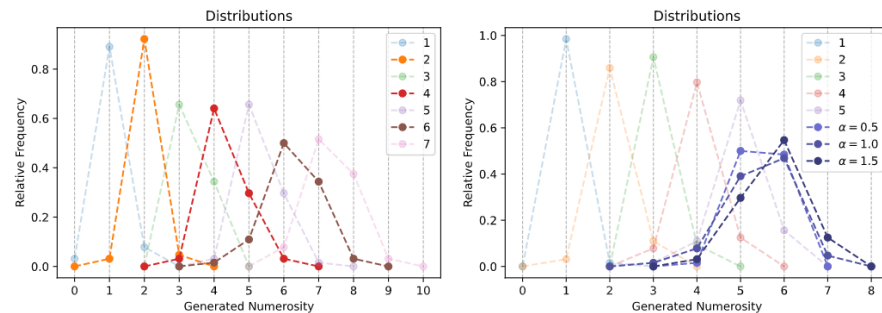 Distributions
Relative Frequency
0.8
0.6
0.4
0.2
0.0
0 1 2 3 4 5 6 7 8 9 10
Generated Numerosity
1
2
3
4
5
6
7
Distributions
Relative Frequency
1.0
0.8
0.6
0.4
0.2
0.0
0 1 2 3 4 5 6 7 8
Generated Numerosity
1
2
3
4
5
α = 0.5
α = 1.0
α = 1.5